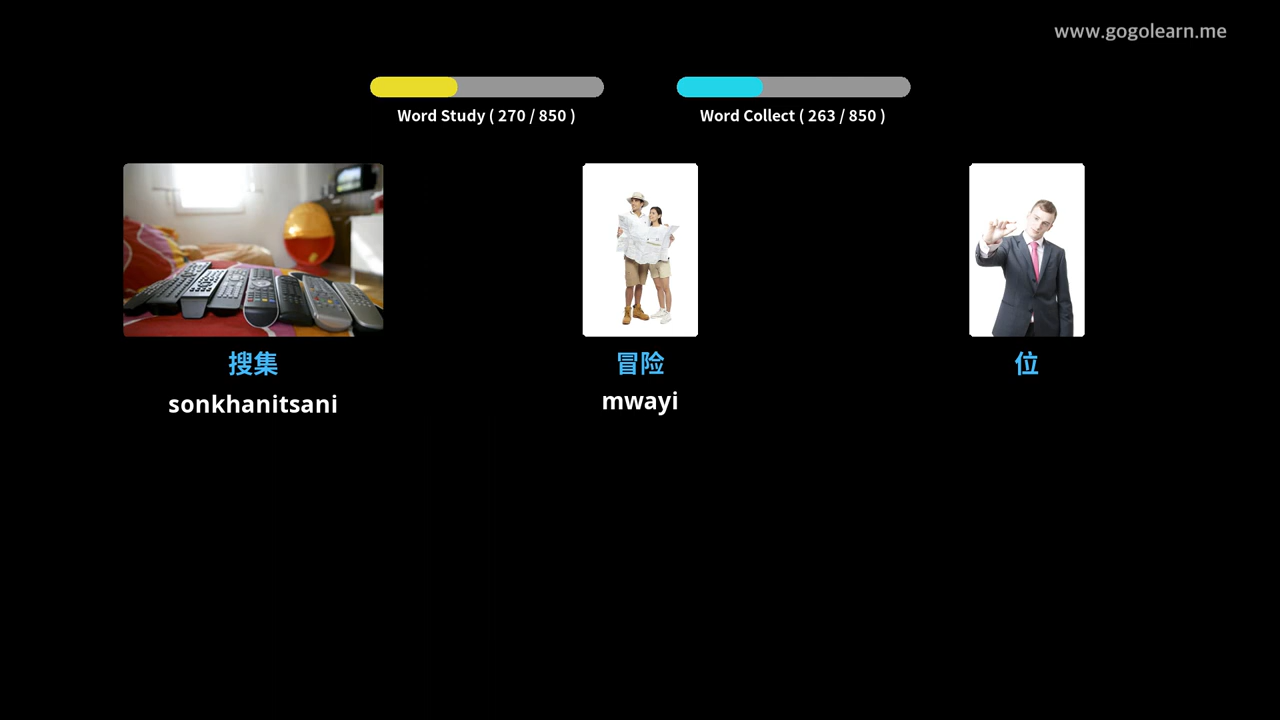 www.gogolearn.me
Word Study ( 270 / 850 )
Word Collect ( 263 / 850 )
搜集
冒险
位
sonkhanitsani
mwayi